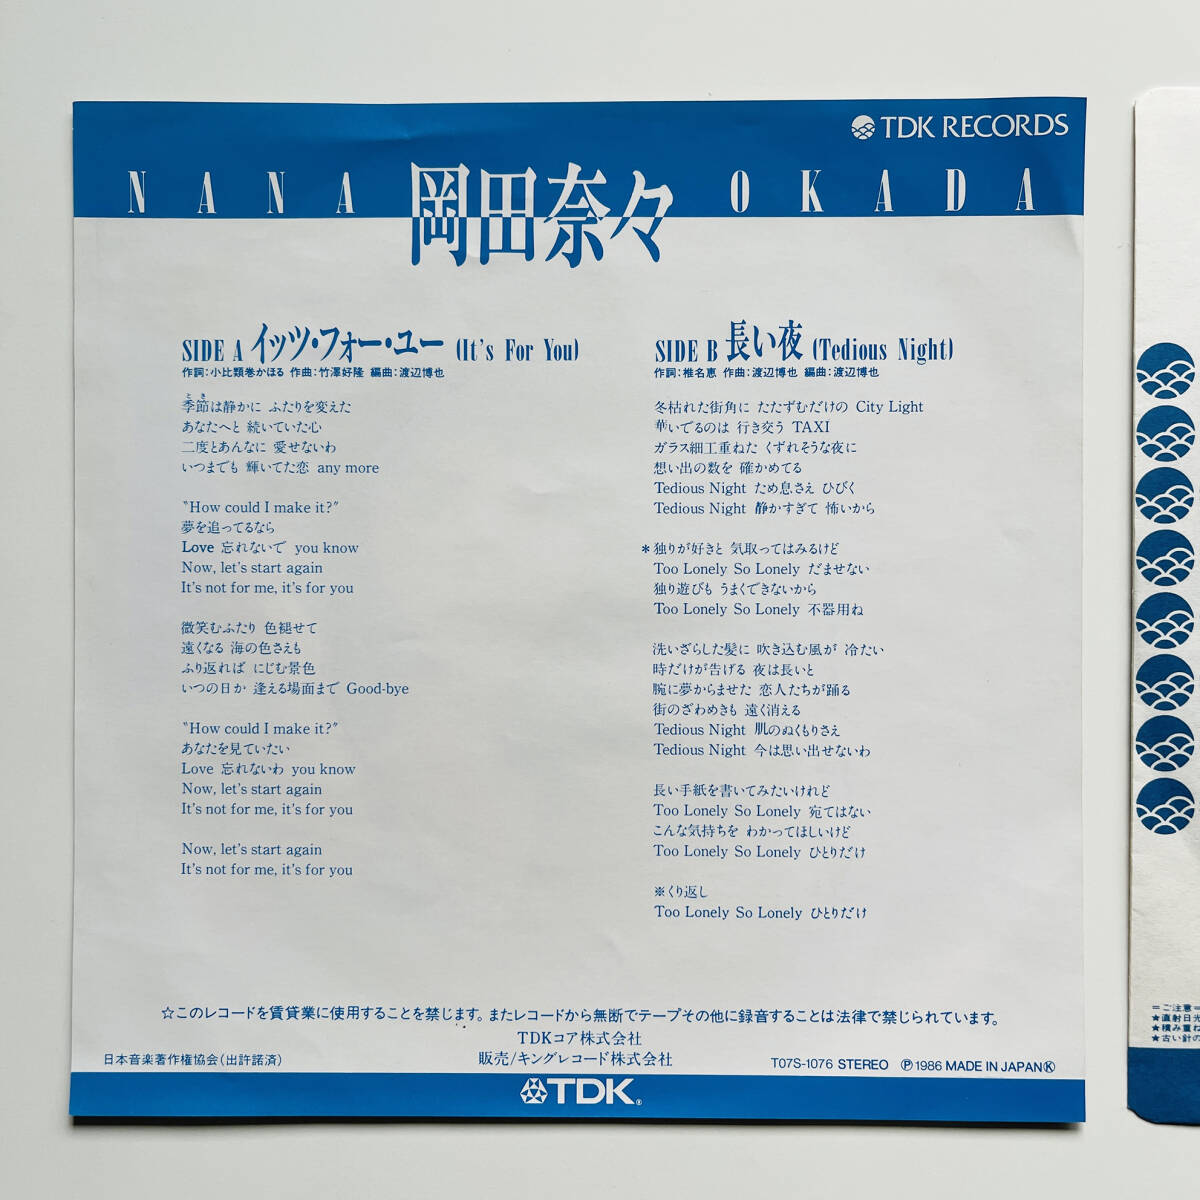 TDK RECORDS
NANA 岡田奈々 OKADA
SIDE A イッツ・フォー・ユー (It's For You)
作詞:小比類巻かほる 作曲:竹澤好隆 編曲:渡辺博也
とき
季節は静かに ふたりを変えた
あなたへと 続いていた心
二度とあんなに 愛せないわ
いつまでも 輝いてた恋 any more
"How could I make it?"
夢を追ってるなら
Love 忘れないで you know
Now, let's start again
It's not for me, it's for you
微笑むふたり 色褪せて
遠くなる 海の色さえも
ふり返れば にじむ景色
いつの日か 逢える場面まで Good-bye
"How could I make it?"
あなたを見ていたい
Love 忘れないわ you know
Now, let's start again
It's not for me, it's for you
Now, let's start again
It's not for me, it's for you
SIDE B 長い夜 (Tedious Night)
作詞:椎名恵 作曲:渡辺博也 編曲:渡辺博也
冬枯れた街角に たたずむだけの City Light
華いでるのは 行き交う TAXI
ガラス細工重ねた くずれそうな夜に
想い出の数を 確かめてる
Tedious Night ため息さえ ひびく
Tedious Night 静かすぎて 怖いから
*独りが好きと 気取ってはみるけど
Too Lonely So Lonely だませない
独り遊びも うまくできないから
Too Lonely So Lonely 不器用ね
洗いざらした髪に 吹き込む風が 冷たい
時だけが告げる 夜は長いと
腕に夢からませた 恋人たちが踊る
街のざわめきも 遠く消える
Tedious Night 肌のぬくもりさえ
Tedious Night 今は思い出せないわ
長い手紙を書いてみたいけれど
Too Lonely So Lonely 宛てはない
こんな気持ちを わかってほしいけど
Too Lonely So Lonely ひとりだけ
※くり返し
Too Lonely So Lonely ひとりだけ
☆このレコードを賃貸業に使用することを禁じます。またレコードから無断でテープその他に録音することは法律で禁じられています。
TDKコア株式会社
日本音楽著作権協会(出許諾済)
販売/キングレコード株式会社
T07S-1076 STEREO Ⓟ1986 MADE IN JAPANⓀ
TDK®
=ご注意=
★直射日光
★積み重ね
★古い針の